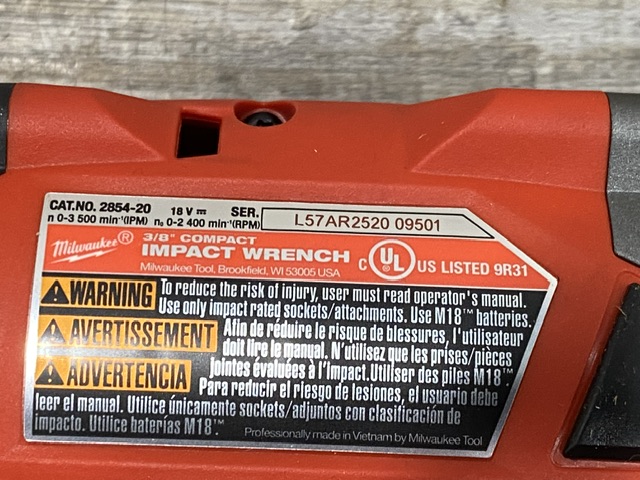 CAT.NO. 2854-20 18 V ⎓ SER. L57AR2520 09501
n 0-3 500 min⁻¹(IPM) n₀ 0-2 400 min⁻¹(RPM)
Milwaukee® 3/8" COMPACT
IMPACT WRENCH
Milwaukee Tool, Brookfield, WI 53005 USA
C UL® US LISTED 9R31
WARNING To reduce the risk of injury, user must read operator's manual.
Use only impact rated sockets/attachments. Use M18™ batteries.
AVERTISSEMENT Afin de réduire le risque de blessures, l'utilisateur
doit lire le manuel. N'utilisez que les prises/pièces
jointes évaluées à l'impact.Utiliser des piles M18™.
ADVERTENCIA Para reducir el riesgo de lesiones, el usuario debe
leer el manual. Utilice únicamente sockets/adjuntos con clasificación de
impacto. Utilice baterías M18™.
Professionally made in Vietnam by Milwaukee Tool